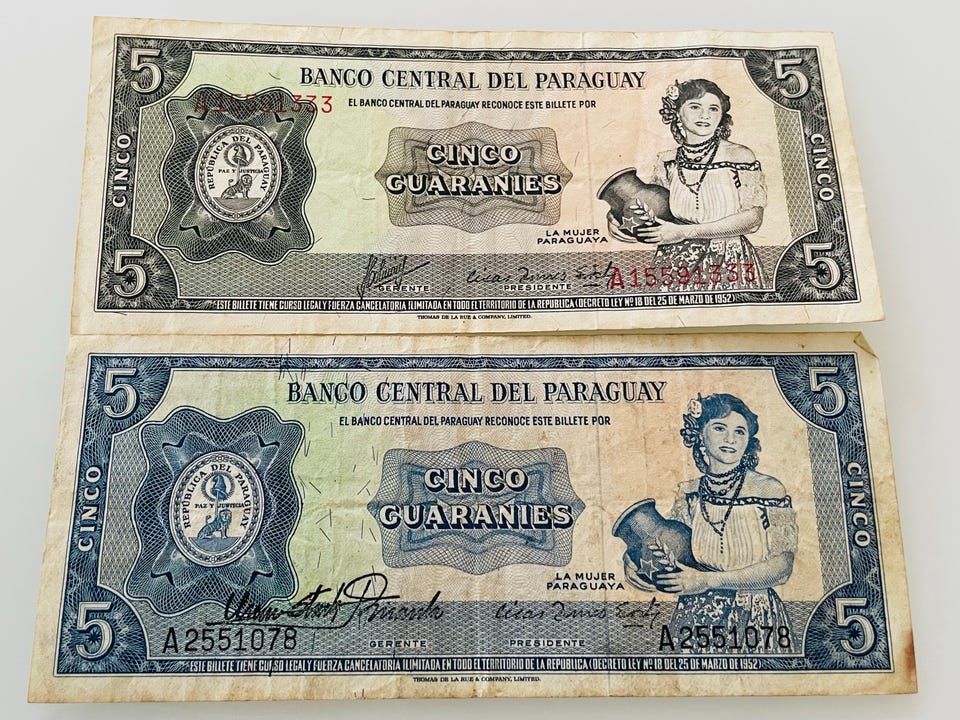 5 5
BANCO CENTRAL DEL PARAGUAY
A15591333
EL BANCO CENTRAL DEL PARAGUAY RECONOCE ESTE BILLETE POR
CINCO
CINCO
REPÚBLICA DEL PARAGUAY
PAZ Y JUSTICIA
CINCO
GUARANIES
LA MUJER
PARAGUAYA
5 5
A15591333
GERENTE PRESIDENTE
ESTE BILLETE TIENE CURSO LEGAL Y FUERZA CANCELATORIA ILIMITADA EN TODO EL TERRITORIO DE LA REPUBLICA (DECRETO LEY Nº 18 DEL 25 DE MARZO DE 1952)
THOMAS DE LA RUE & COMPANY, LIMITED.
5 5
BANCO CENTRAL DEL PARAGUAY
EL BANCO CENTRAL DEL PARAGUAY RECONOCE ESTE BILLETE POR
CINCO
CINCO
REPÚBLICA DEL PARAGUAY
PAZ Y JUSTICIA
CINCO
GUARANIES
LA MUJER
PARAGUAYA
5 5
A2551078 GERENTE PRESIDENTE A2551078
ESTE BILLETE TIENE CURSO LEGAL Y FUERZA CANCELATORIA ILIMITADA EN TODO EL TERRITORIO DE LA REPUBLICA (DECRETO LEY Nº 18 DEL 25 DE MARZO DE 1952)
THOMAS DE LA RUE & COMPANY, LIMITED.